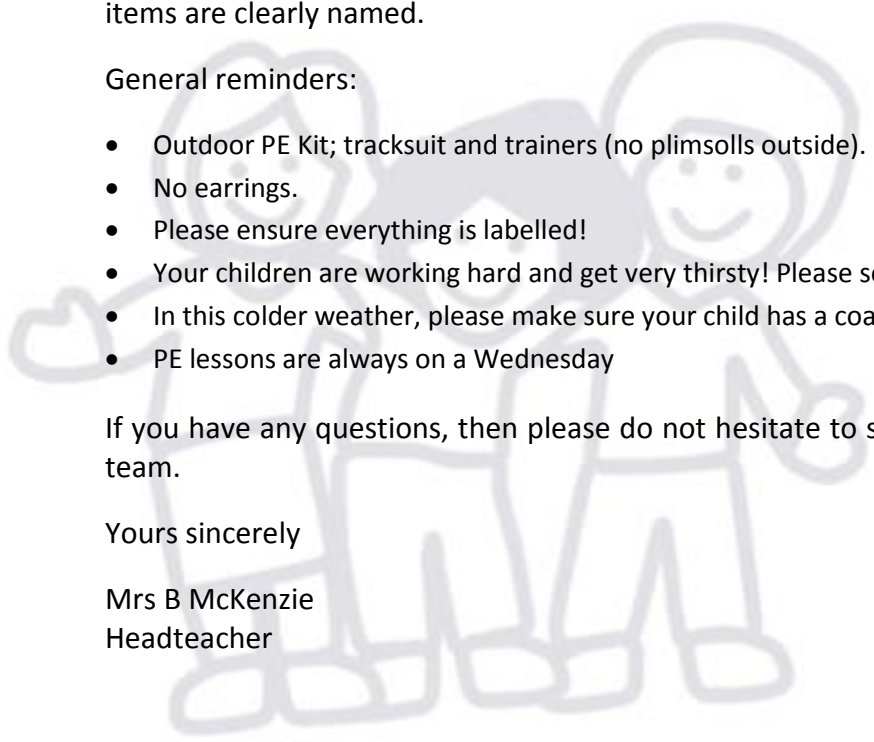 items are clearly named.
General reminders:
• Outdoor PE Kit; tracksuit and trainers (no plimsolls outside).
• No earrings.
• Please ensure everything is labelled!
• Your children are working hard and get very thirsty! Please
• In this colder weather, please make sure your child has a
• PE lessons are always on a Wednesday
If you have any questions, then please do not hesitate to
team.
Yours sincerely
Mrs B McKenzie
Headteacher